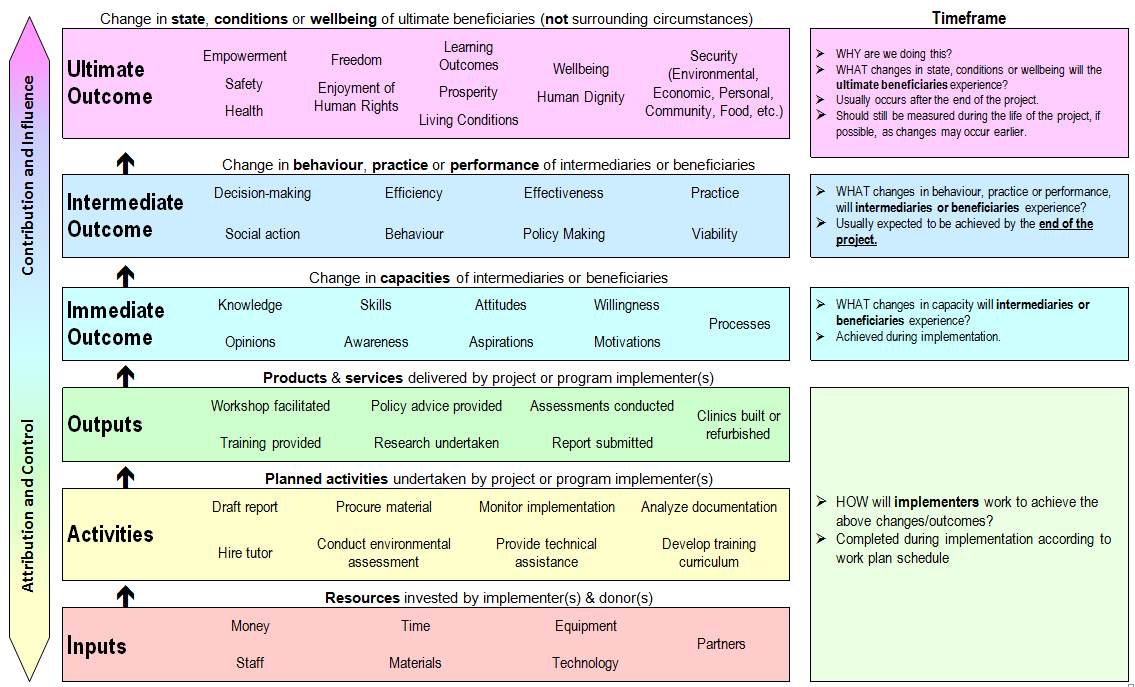 Change in state, conditions or wellbeing of ultimate beneficiaries (not surrounding circumstances)
Timeframe
Contribution and Influence
Attribution and Control
Ultimate
Outcome
Empowerment
Safety
Health
Freedom
Enjoyment of
Human Rights
Learning
Outcomes
Prosperity
Living Conditions
Wellbeing
Human Dignity
Security
(Environmental,
Economic, Personal,
Community, Food, etc.)
➢ WHY are we doing this?
➢ WHAT changes in state, conditions or wellbeing will the
ultimate beneficiaries experience?
➢ Usually occurs after the end of the project.
➢ Should still be measured during the life of the project, if
possible, as changes may occur earlier.
Change in behaviour, practice or performance of intermediaries or beneficiaries
Intermediate
Outcome
Decision-making
Efficiency
Effectiveness
Practice
Social action
Behaviour
Policy Making
Viability
➢ WHAT changes in behaviour, practice or performance,
will intermediaries or beneficiaries experience?
➢ Usually expected to be achieved by the end of the
project.
Change in capacities of intermediaries or beneficiaries
Immediate
Outcome
Knowledge
Skills
Attitudes
Willingness
Processes
Opinions
Awareness
Aspirations
Motivations
➢ WHAT changes in capacity will intermediaries or
beneficiaries experience?
➢ Achieved during implementation.
Products & services delivered by project or program implementer(s)
Outputs
Workshop facilitated
Policy advice provided
Assessments conducted
Clinics built or
refurbished
Training provided
Research undertaken
Report submitted
Planned activities undertaken by project or program implementer(s)
Activities
Draft report
Procure material
Monitor implementation
Analyze documentation
Hire tutor
Conduct environmental
assessment
Provide technical
assistance
Develop training
curriculum
➢ HOW will implementers work to achieve the
above changes/outcomes?
➢ Completed during implementation according to
work plan schedule
Resources invested by implementer(s) & donor(s)
Inputs
Money
Time
Equipment
Partners
Staff
Materials
Technology